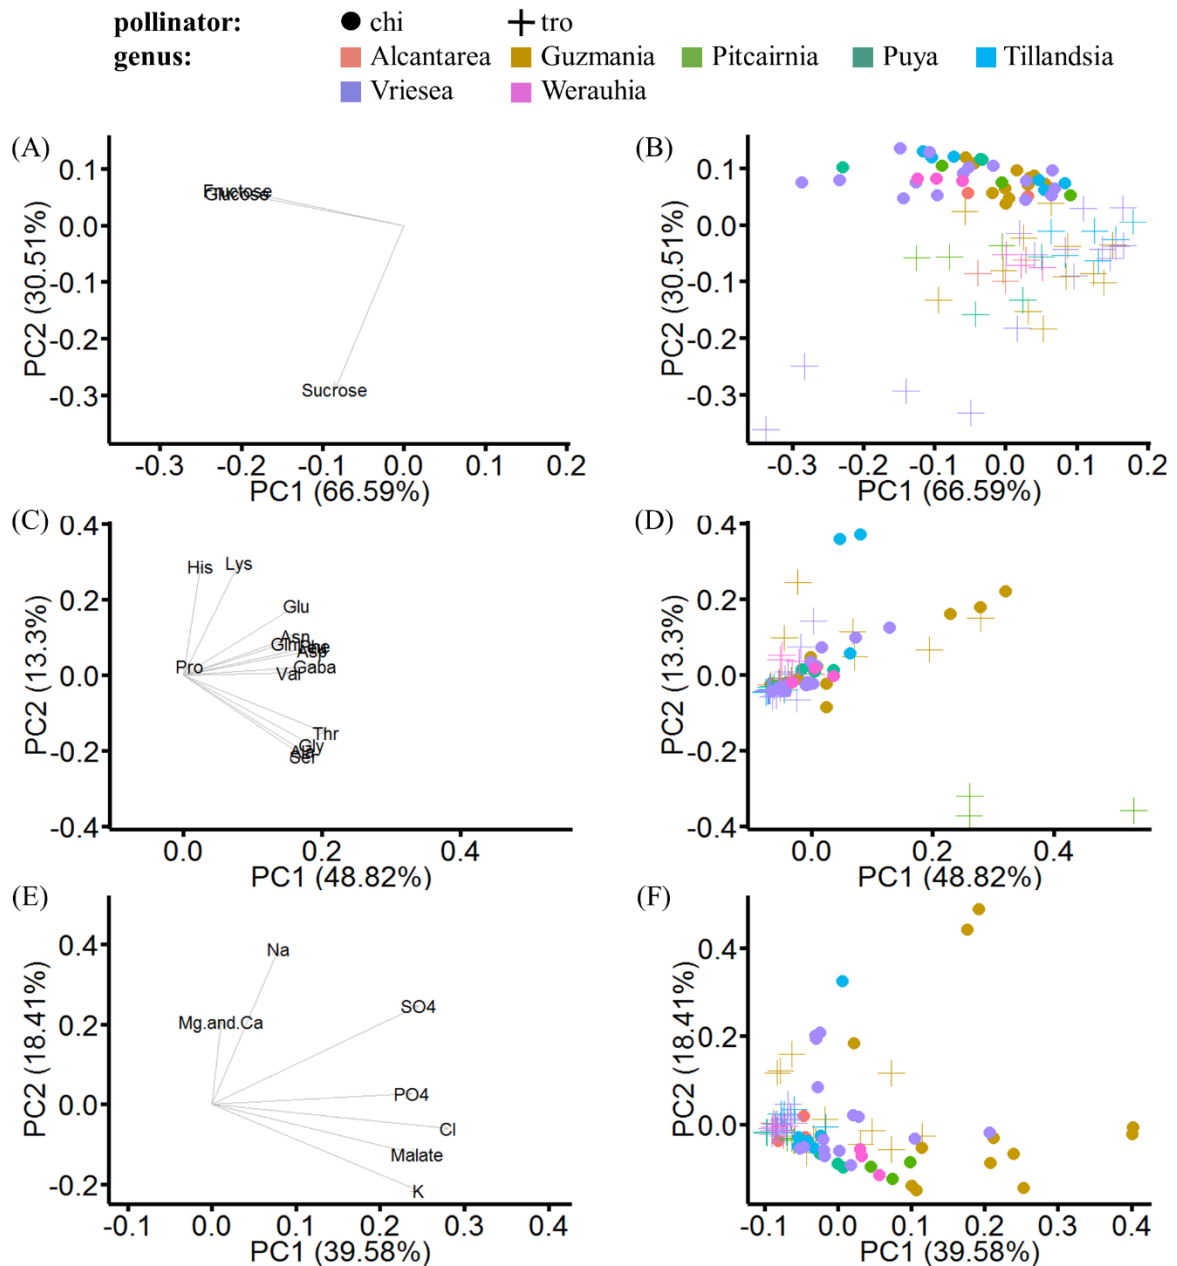 pollinator: chi tro
genus: Alcantarea Guzmania Pitcairnia Puya Tillandsia
Vriesea Werauhia
(A)
PC2 (30.51%)
0.1
0.0
-0.1
-0.2
-0.3
Fructose
Glucose
Sucrose
-0.3 -0.2 -0.1 0.0 0.1 0.2
PC1 (66.59%)
(B)
PC2 (30.51%)
0.1
0.0
-0.1
-0.2
-0.3
-0.3 -0.2 -0.1 0.0 0.1 0.2
PC1 (66.59%)
(C)
PC2 (13.3%)
0.4
0.2
0.0
-0.2
-0.4
His Lys
Glu
Asn
Gln
Asp
Pro
Gaba
Val
Thr
Gly
Ala
Ser
0.0 0.2 0.4
PC1 (48.82%)
(D)
PC2 (13.3%)
0.4
0.2
0.0
-0.2
-0.4
0.0 0.2 0.4
PC1 (48.82%)
(E)
PC2 (18.41%)
0.4
0.2
0.0
-0.2
Na
SO4
Mg.and.Ca
PO4
Cl
Malate
K
-0.1 0.0 0.1 0.2 0.3 0.4
PC1 (39.58%)
(F)
PC2 (18.41%)
0.4
0.2
0.0
-0.1 0.0 0.1 0.2 0.3 0.4
PC1 (39.58%)